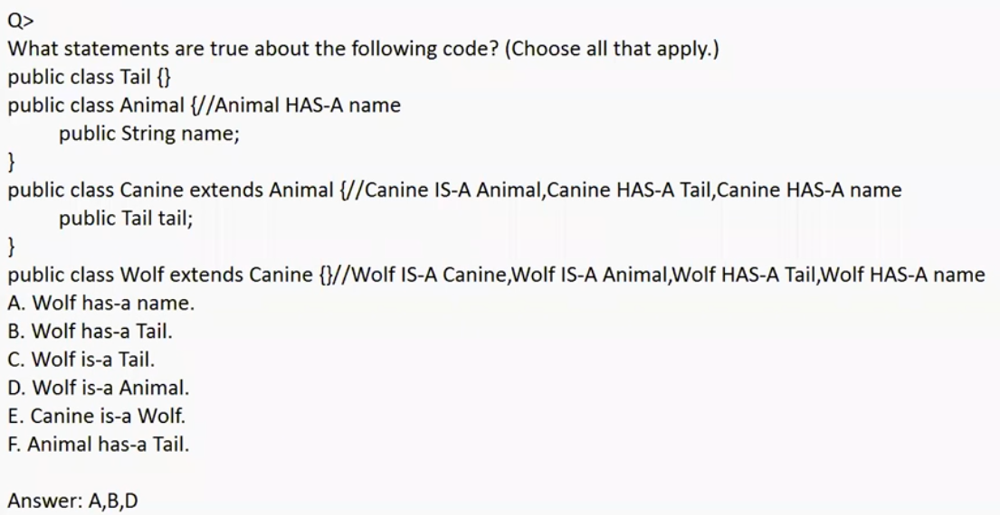 Q>
What statements are true about the following code? (Choose all that apply.)
public class Tail {}
public class Animal {//Animal HAS-A name
public String name;
}
public class Canine extends Animal {//Canine IS-A Animal,Canine HAS-A Tail,Canine HAS-A name
public Tail tail;
}
public class Wolf extends Canine {}//Wolf IS-A Canine,Wolf IS-A Animal,Wolf HAS-A Tail,Wolf HAS-A name
A. Wolf has-a name.
B. Wolf has-a Tail.
C. Wolf is-a Tail.
D. Wolf is-a Animal.
E. Canine is-a Wolf.
F. Animal has-a Tail.
Answer: A,B,D